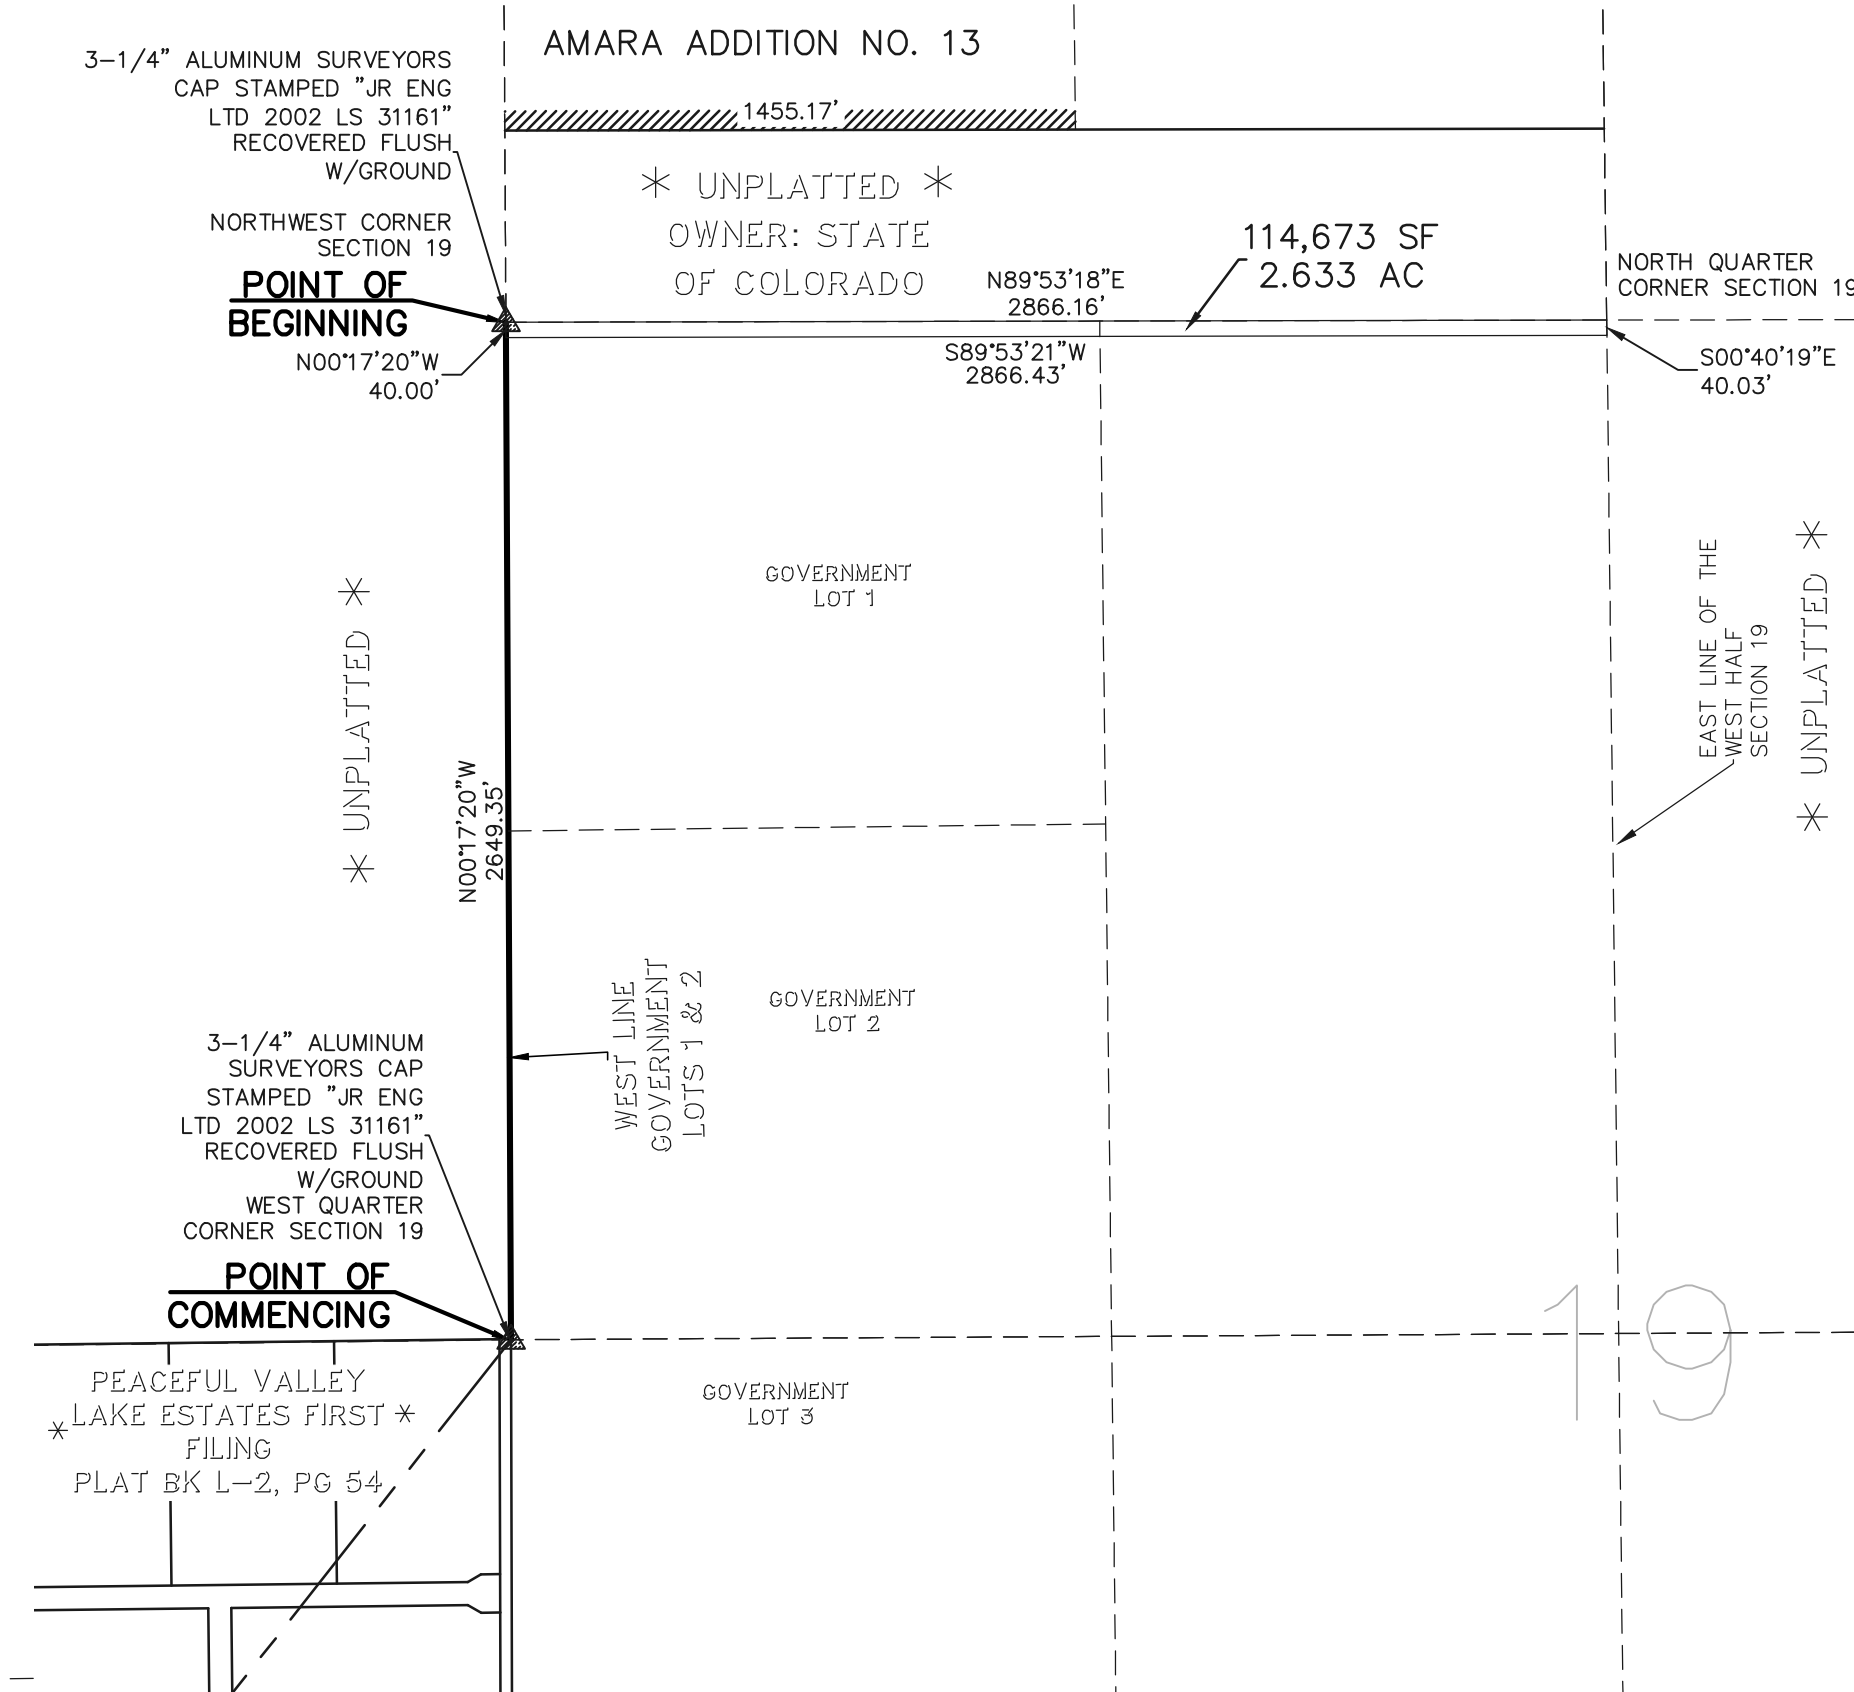 AMARA ADDITION NO. 13
3-1/4" ALUMINUM SURVEYORS
CAP STAMPED "JR ENG
LTD 2002 LS 31161"
RECOVERED FLUSH
W/GROUND
NORTHWEST CORNER
SECTION 19
POINT OF
BEGINNING
N00°17'20"W
40.00'
1455.17'
* UNPLATTED *
OWNER: STATE
OF COLORADO
N89°53'18"E
2866.16'
S89°53'21"W
2866.43'
114,673 SF
2.633 AC
NORTH QUARTER
CORNER SECTION 19
S00°40'19"E
40.03'
GOVERNMENT
LOT 1
* UNPLATTED *
N00°17'20"W
2649.35'
EAST LINE OF THE
WEST HALF
SECTION 19
* UNPLATTED *
WEST LINE
GOVERNMENT
LOTS 1 & 2
GOVERNMENT
LOT 2
3-1/4" ALUMINUM
SURVEYORS CAP
STAMPED "JR ENG
LTD 2002 LS 31161"
RECOVERED FLUSH
W/GROUND
WEST QUARTER
CORNER SECTION 19
POINT OF
COMMENCING
19
PEACEFUL VALLEY
* LAKE ESTATES FIRST *
FILING
PLAT BK L-2, PG 54
GOVERNMENT
LOT 3